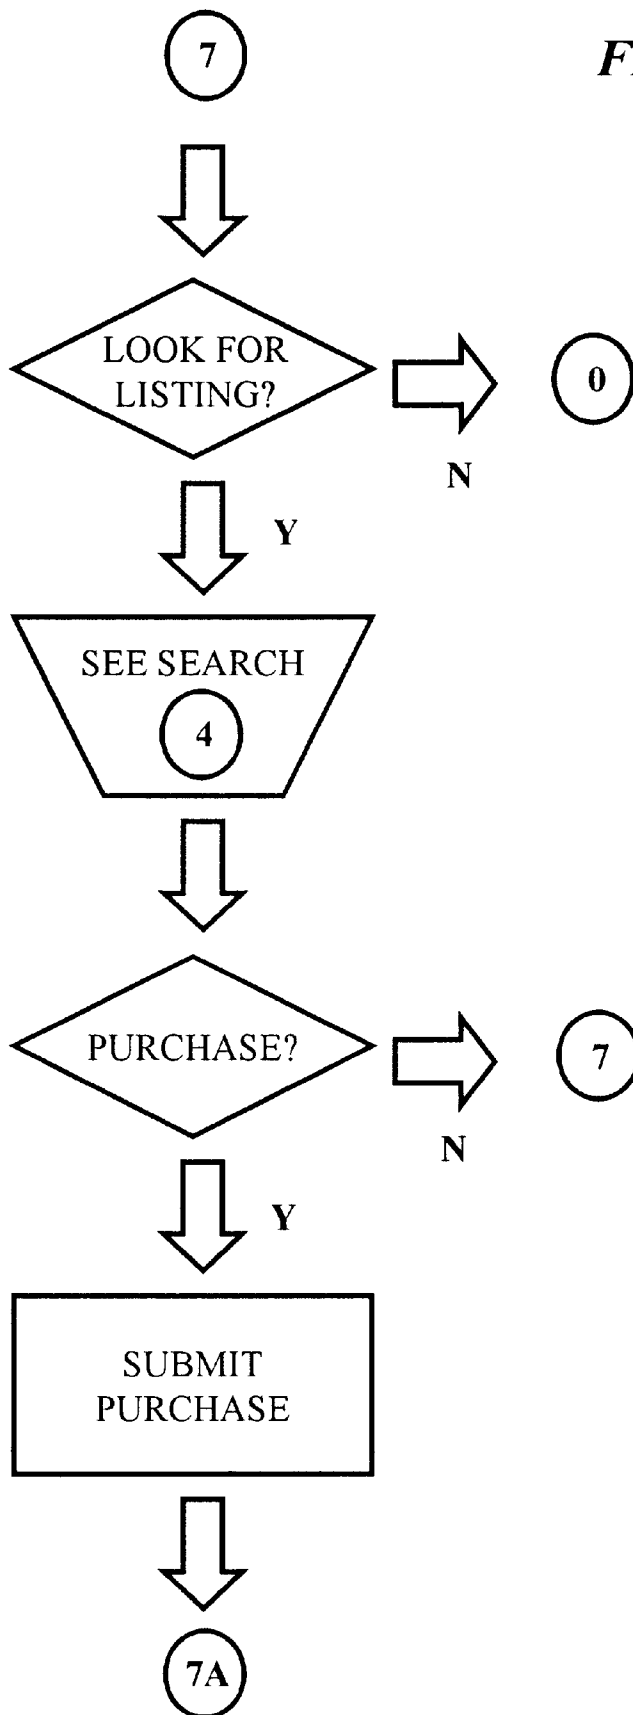 7
LOOK FOR
LISTING?
0
N
Y
SEE SEARCH
4
PURCHASE?
7
N
Y
SUBMIT
PURCHASE
7A